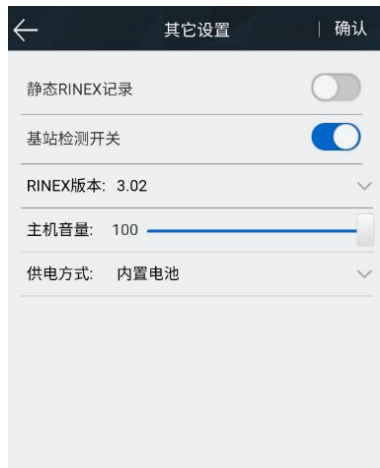 其它设置 | 确认
静态RINEX记录
基站检测开关
RINEX版本: 3.02
主机音量: 100
供电方式: 内置电池